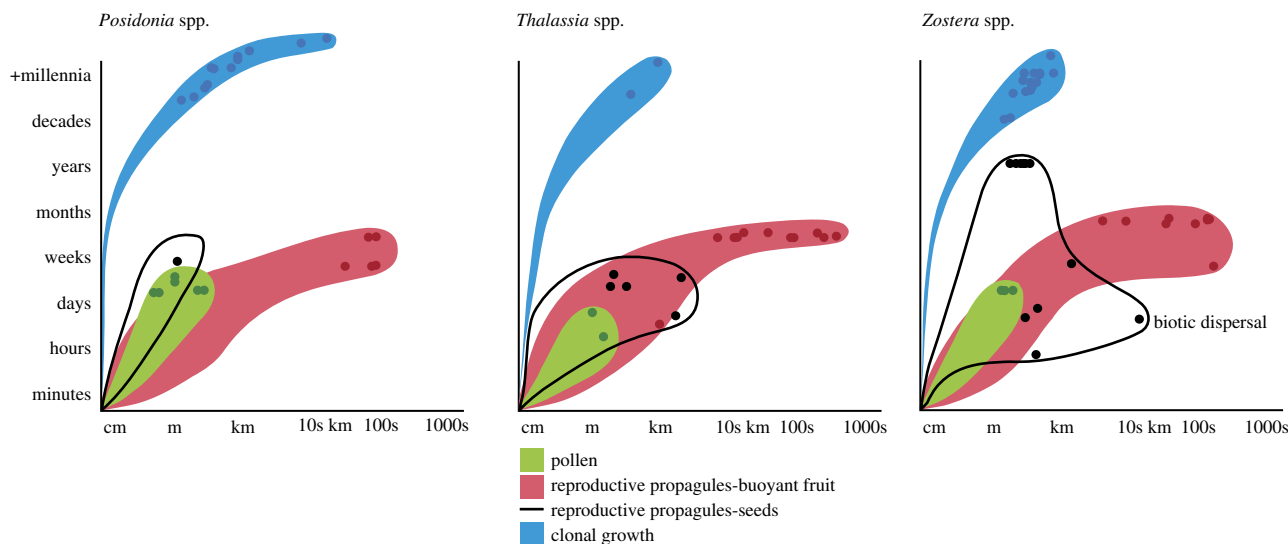 Posidonia spp.
Thalassia spp.
Zostera spp.
+millennia
decades
years
months
weeks
days
hours
minutes
biotic dispersal
cm m km 10s km 100s 1000s
cm m km 10s km 100s 1000s
cm m km 10s km 100s 1000s
pollen
reproductive propagules-buoyant fruit
reproductive propagules-seeds
clonal growth